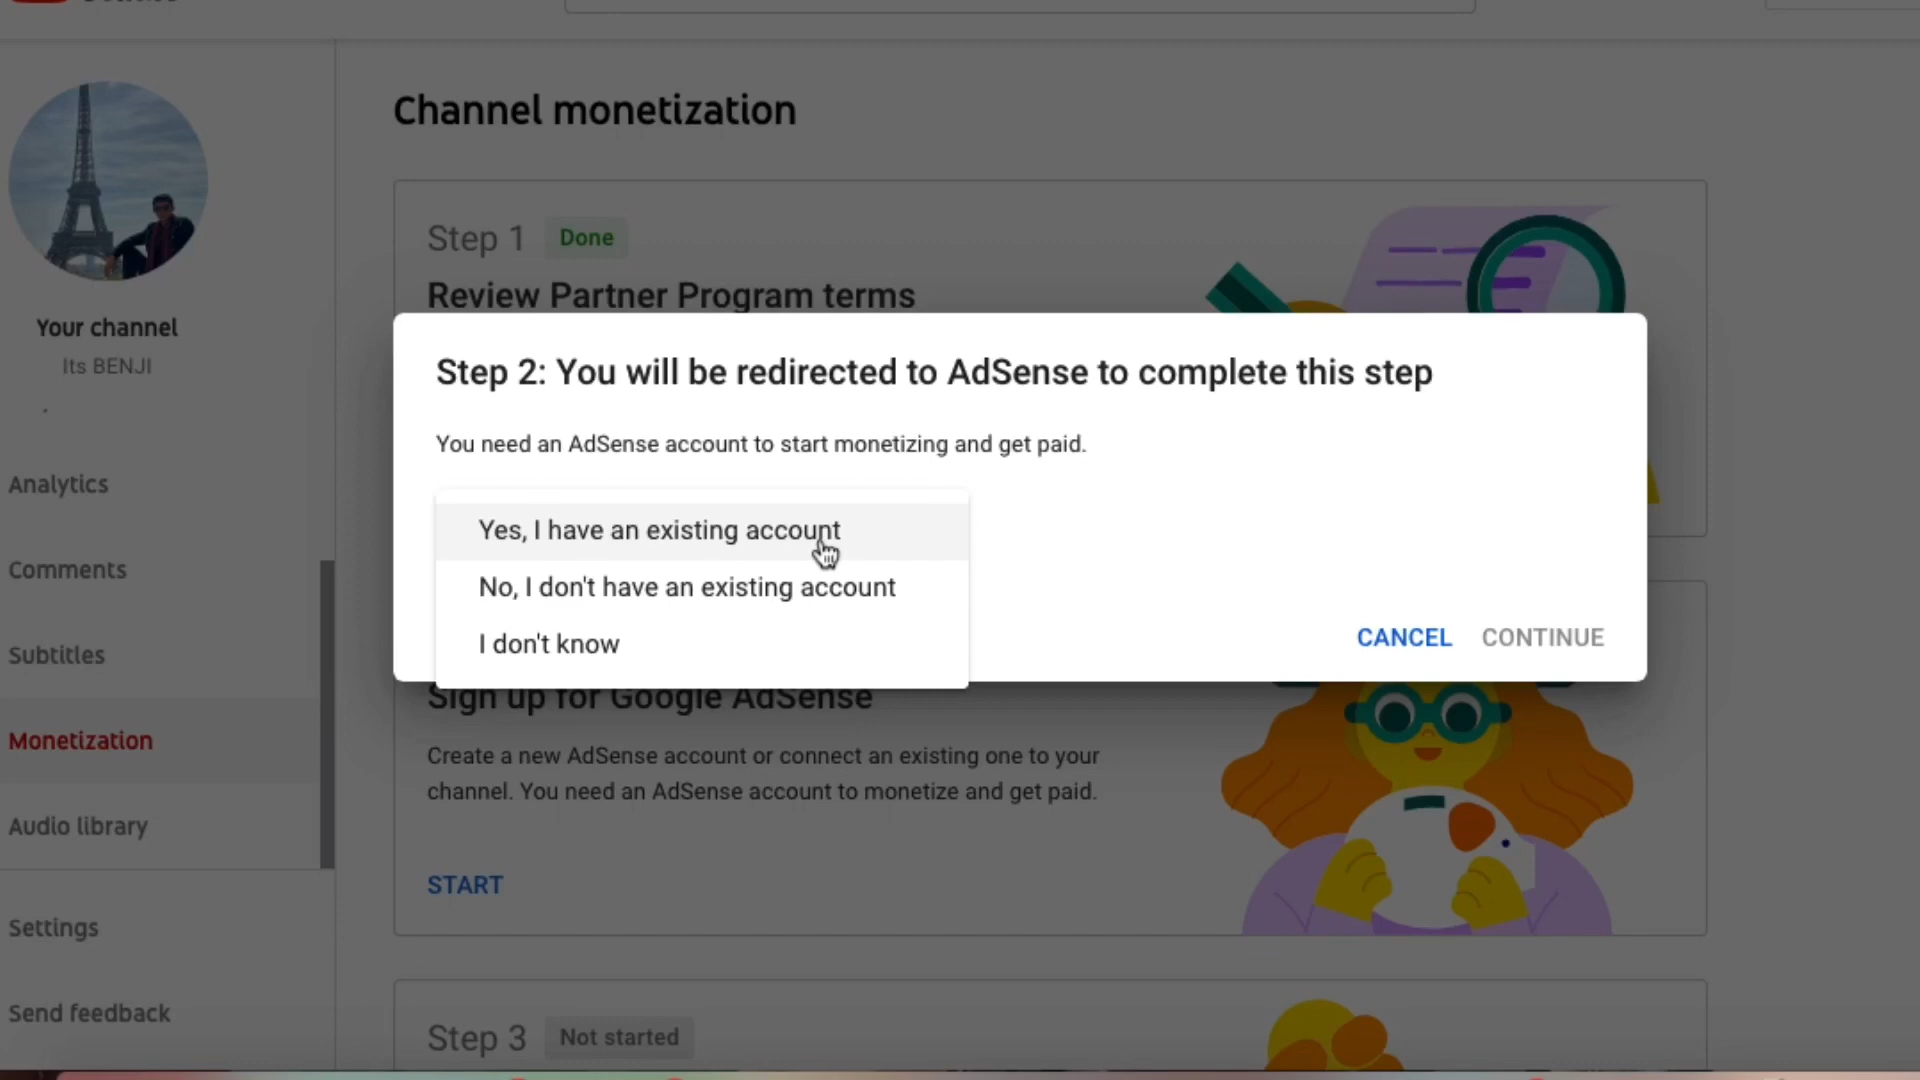 Channel monetization
Step 1 Done
Review Partner Program terms
Your channel
Its BENJI
Step 2: You will be redirected to AdSense to complete this step
You need an AdSense account to start monetizing and get paid.
Yes, I have an existing account
No, I don't have an existing account
I don't know
CANCEL CONTINUE
Analytics
Comments
Subtitles
Monetization
Audio library
Settings
Send feedback
Sign up for Google AdSense
Create a new AdSense account or connect an existing one to your
channel. You need an AdSense account to monetize and get paid.
START
Step 3 Not started